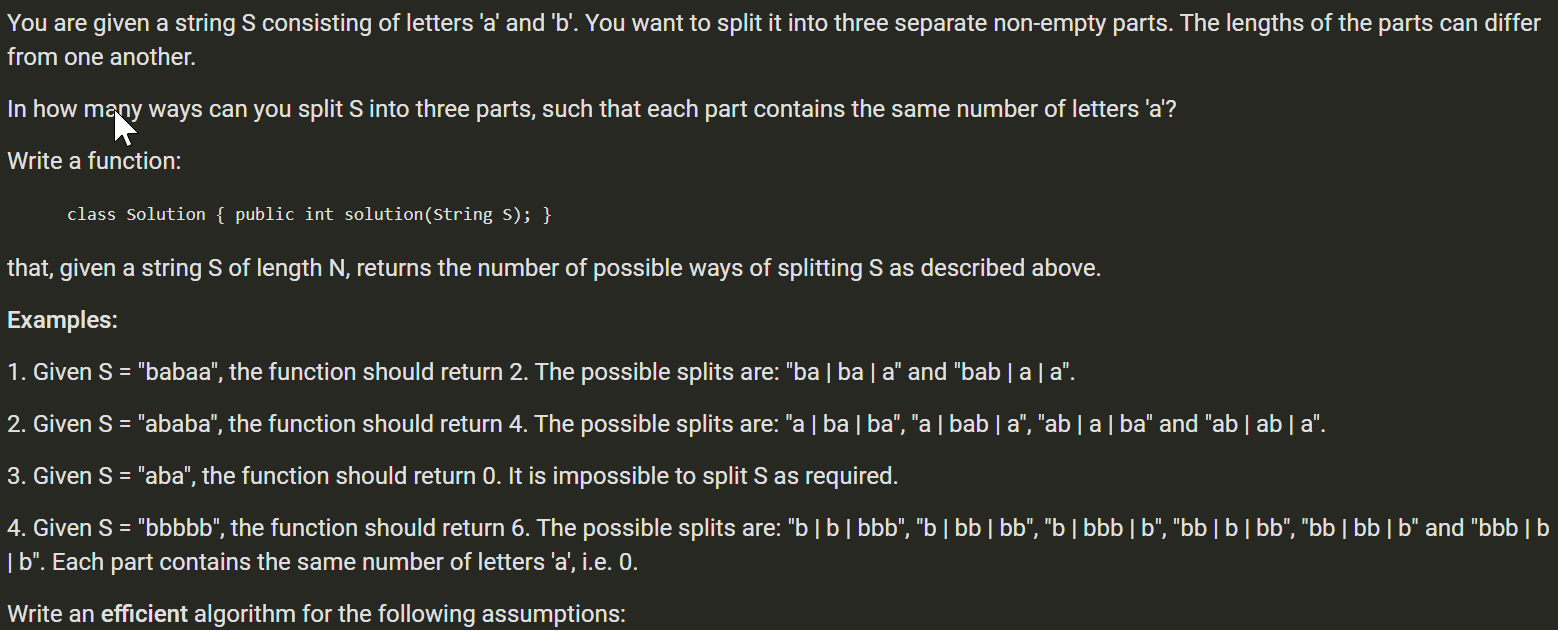 You are given a string S consisting of letters 'a' and 'b'. You want to split it into three separate non-empty parts. The lengths of the parts can differ
from one another.
In how many ways can you split S into three parts, such that each part contains the same number of letters 'a'?
Write a function:
class Solution { public int solution(String S); }
that, given a string S of length N, returns the number of possible ways of splitting S as described above.
Examples:
1. Given S = "babaa", the function should return 2. The possible splits are: "ba | ba | a" and "bab | a | a".
2. Given S = "ababa", the function should return 4. The possible splits are: "a | ba | ba", "a | bab | a", "ab | a | ba" and "ab | ab | a".
3. Given S = "aba", the function should return 0. It is impossible to split S as required.
4. Given S = "bbbbb", the function should return 6. The possible splits are: "b | b | bbb", "b | bb | bb", "b | bbb | b", "bb | b | bb", "bb | bb | b" and "bbb | b
| b". Each part contains the same number of letters 'a', i.e. 0.
Write an efficient algorithm for the following assumptions: